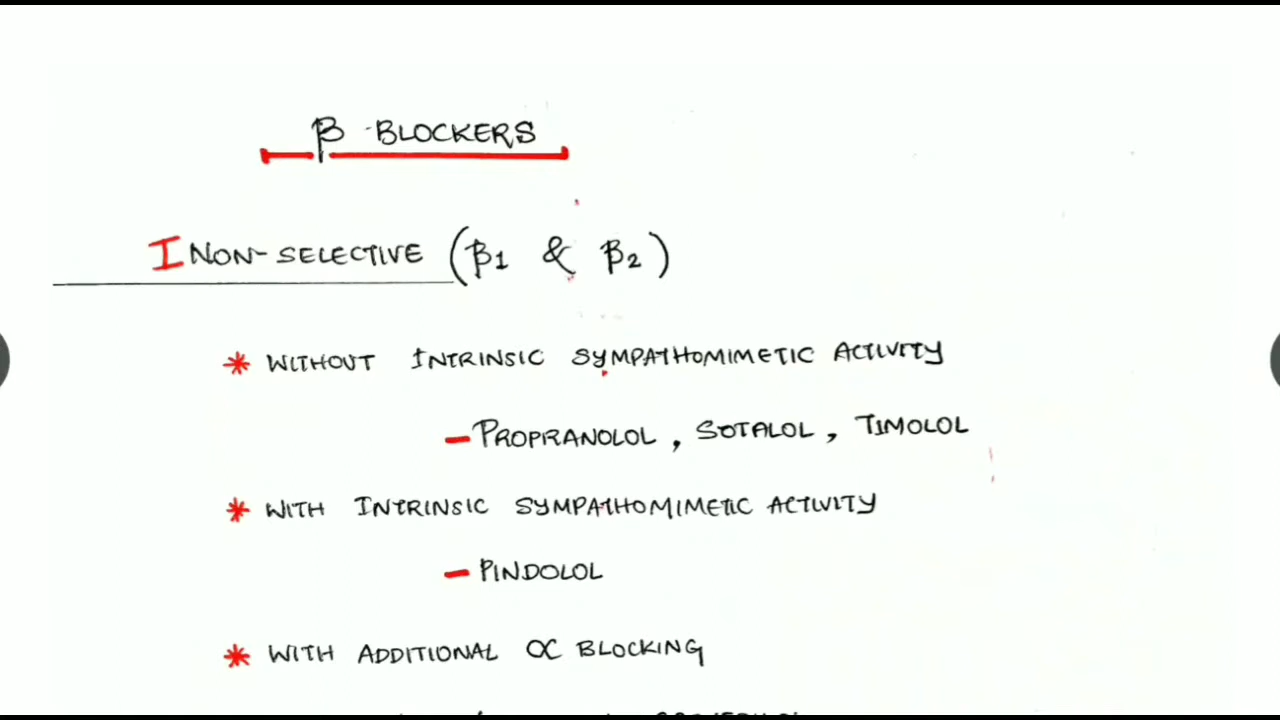 β-BLOCKERS
I NON-SELECTIVE (β1 & β2)
* WITHOUT INTRINSIC SYMPATHOMIMETIC ACTIVITY
- PROPRANOLOL, SOTALOL, TIMOLOL
* WITH INTRINSIC SYMPATHOMIMETIC ACTIVITY
- PINDOLOL
* WITH ADDITIONAL α BLOCKING